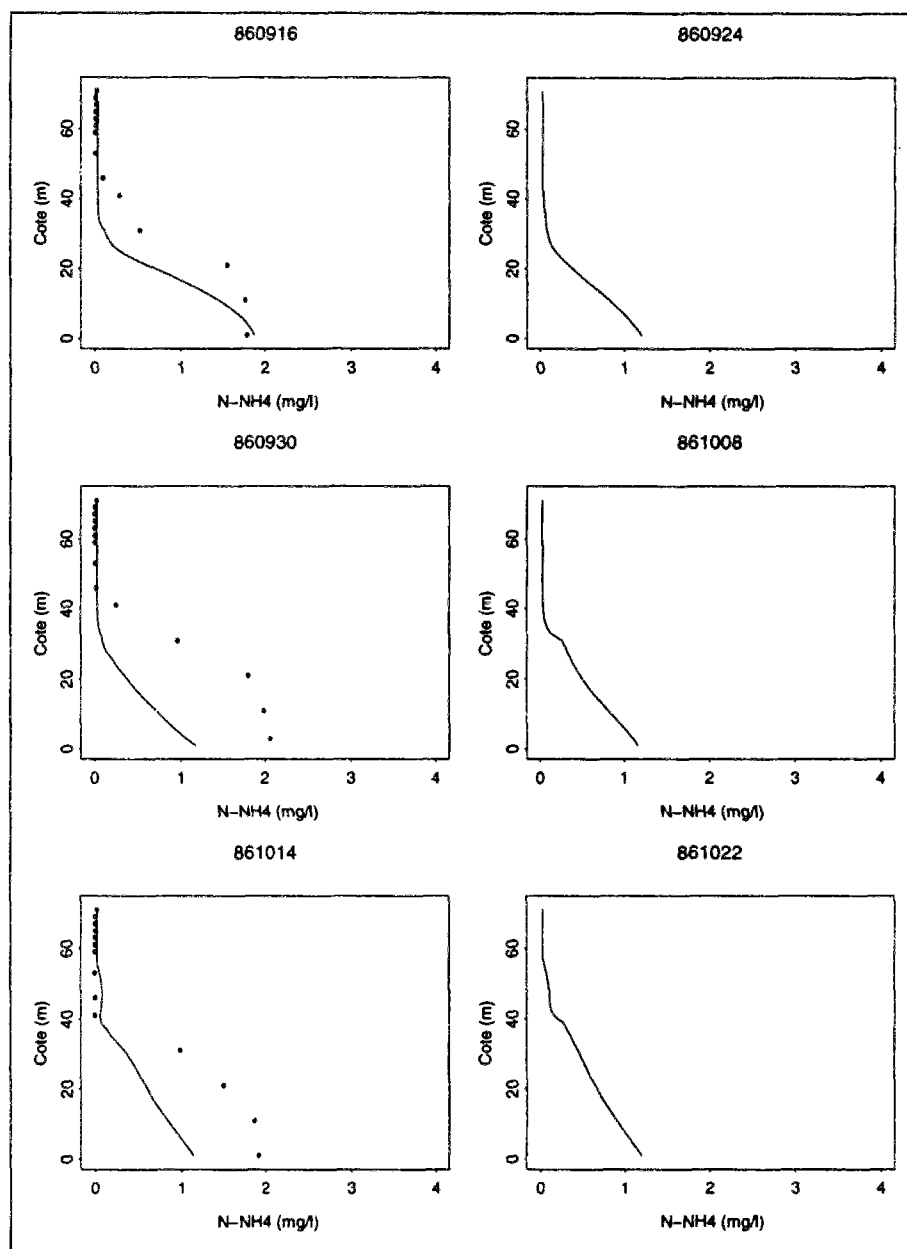 860916
60
40
20
0
Cote (m)
0 1 2 3 4
N-NH4 (mg/l)
860924
60
40
20
0
Cote (m)
0 1 2 3 4
N-NH4 (mg/l)
860930
60
40
20
0
Cote (m)
0 1 2 3 4
N-NH4 (mg/l)
861008
60
40
20
0
Cote (m)
0 1 2 3 4
N-NH4 (mg/l)
861014
60
40
20
0
Cote (m)
0 1 2 3 4
N-NH4 (mg/l)
861022
60
40
20
0
Cote (m)
0 1 2 3 4
N-NH4 (mg/l)